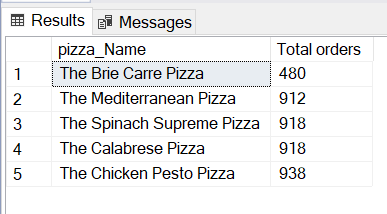 Results Messages
pizza_Name Total orders
1 The Brie Carre Pizza 480
2 The Mediterranean Pizza 912
3 The Spinach Supreme Pizza 918
4 The Calabrese Pizza 918
5 The Chicken Pesto Pizza 938